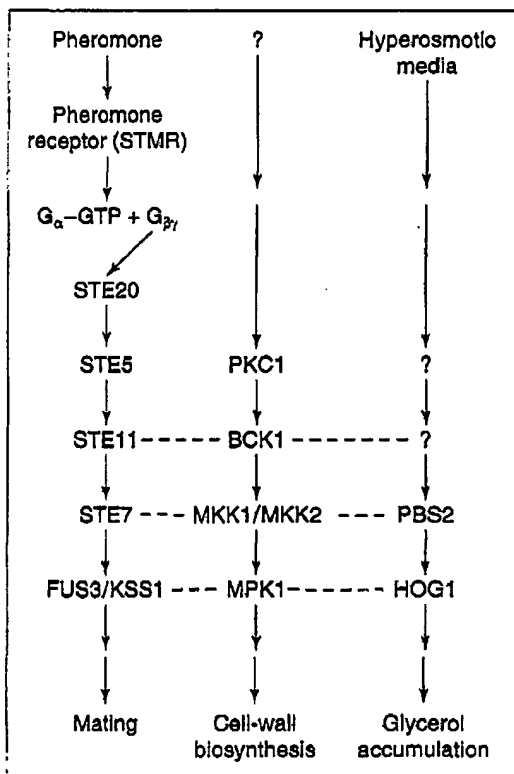 Pheromone ? Hyperosmotic
media
Pheromone
receptor (STMR)
Gα–GTP + Gβγ
STE20
STE5 PKC1 ?
STE11 BCK1 ?
STE7 MKK1/MKK2 PBS2
FUS3/KSS1 MPK1 HOG1
Mating Cell-wall Glycerol
biosynthesis accumulation